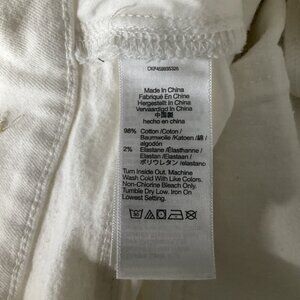 Made In China
Fabriqué En Chine
Hergestellt In China
Vervaardigd In China
中国製
hecho en china
98% Cotton /Coton /
Baumwolle /Katoen / 綿 /
algodón
2% Elastane /Élasthanne /
Elastan /Elastaan /
ポリウレタン /elastano
Turn Inside Out. Machine
Wash Cold With Like Colors.
Non-Chlorine Bleach Only.
Tumble Dry Low. Iron On
Lowest Setting.